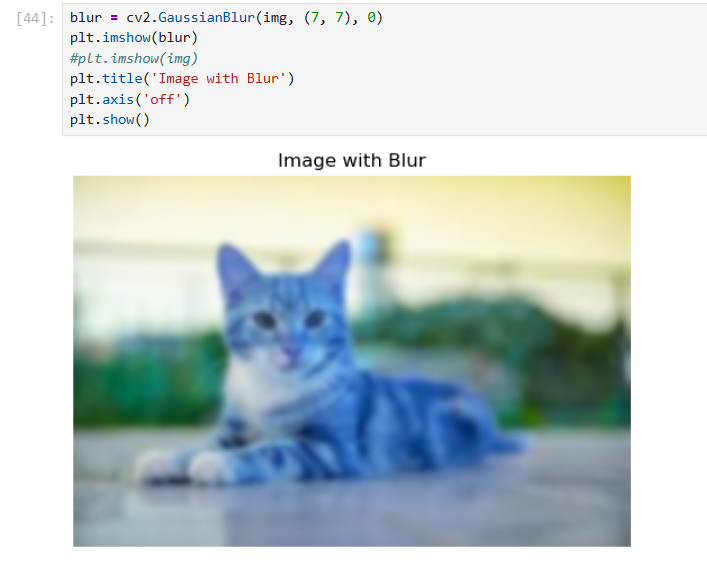 [44]: blur = cv2.GaussianBlur(img, (7, 7), 0)
plt.imshow(blur)
#plt.imshow(img)
plt.title('Image with Blur')
plt.axis('off')
plt.show()
Image with Blur